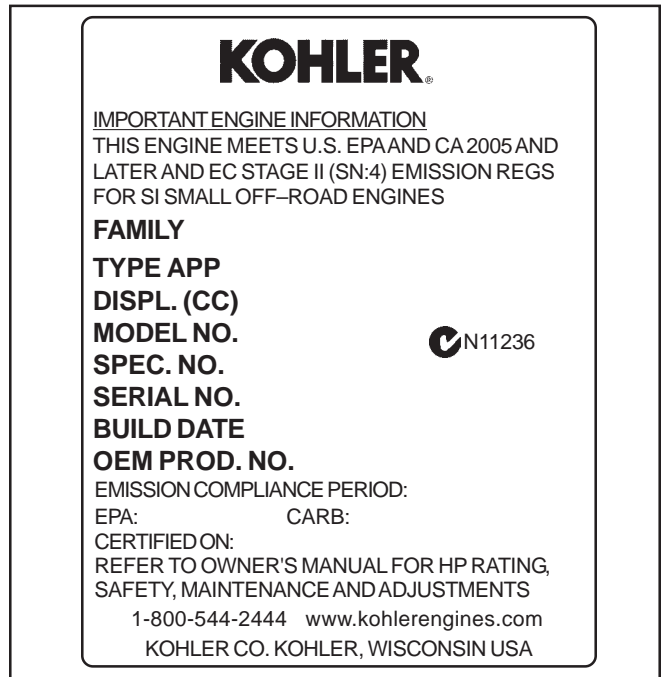 KOHLER®
IMPORTANT ENGINE INFORMATION
THIS ENGINE MEETS U.S. EPA AND CA 2005 AND
LATER AND EC STAGE II (SN:4) EMISSION REGS
FOR SI SMALL OFF–ROAD ENGINES
FAMILY
TYPE APP
DISPL. (CC)
MODEL NO.
N11236
SPEC. NO.
SERIAL NO.
BUILD DATE
OEM PROD. NO.
EMISSION COMPLIANCE PERIOD:
EPA: CARB:
CERTIFIED ON:
REFER TO OWNER'S MANUAL FOR HP RATING,
SAFETY, MAINTENANCE AND ADJUSTMENTS
1-800-544-2444 www.kohlerengines.com
KOHLER CO. KOHLER, WISCONSIN USA